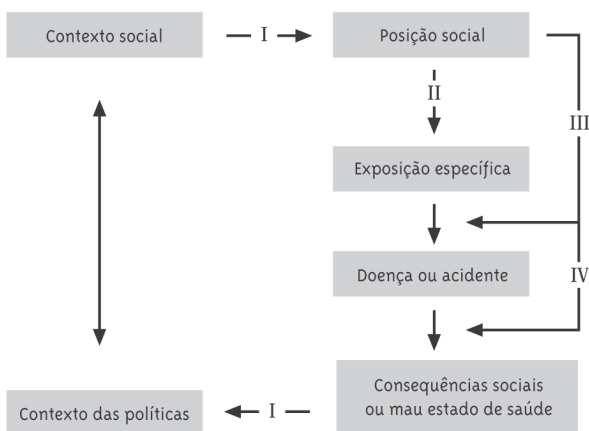 Contexto social
I
Posição social
II
III
Exposição específica
Doença ou acidente
IV
Consequências sociais
ou mau estado de saúde
Contexto das políticas
I